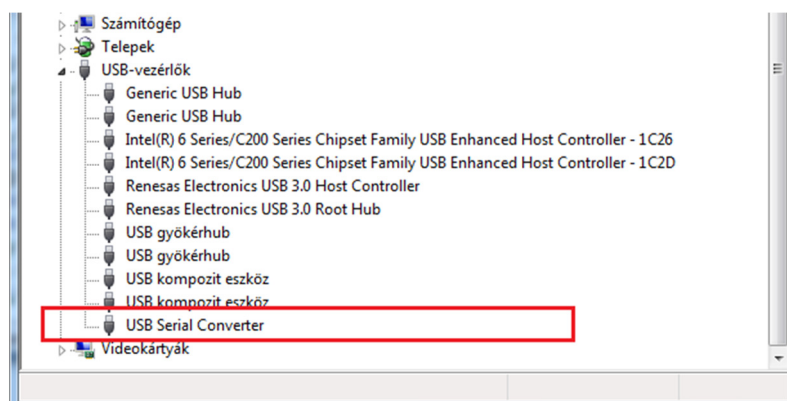 Számítógép
Telepek
USB-vezérlők
Generic USB Hub
Generic USB Hub
Intel(R) 6 Series/C200 Series Chipset Family USB Enhanced Host Controller - 1C26
Intel(R) 6 Series/C200 Series Chipset Family USB Enhanced Host Controller - 1C2D
Renesas Electronics USB 3.0 Host Controller
Renesas Electronics USB 3.0 Root Hub
USB gyökérhub
USB gyökérhub
USB kompozit eszköz
USB kompozit eszköz
USB Serial Converter
Videokártyák